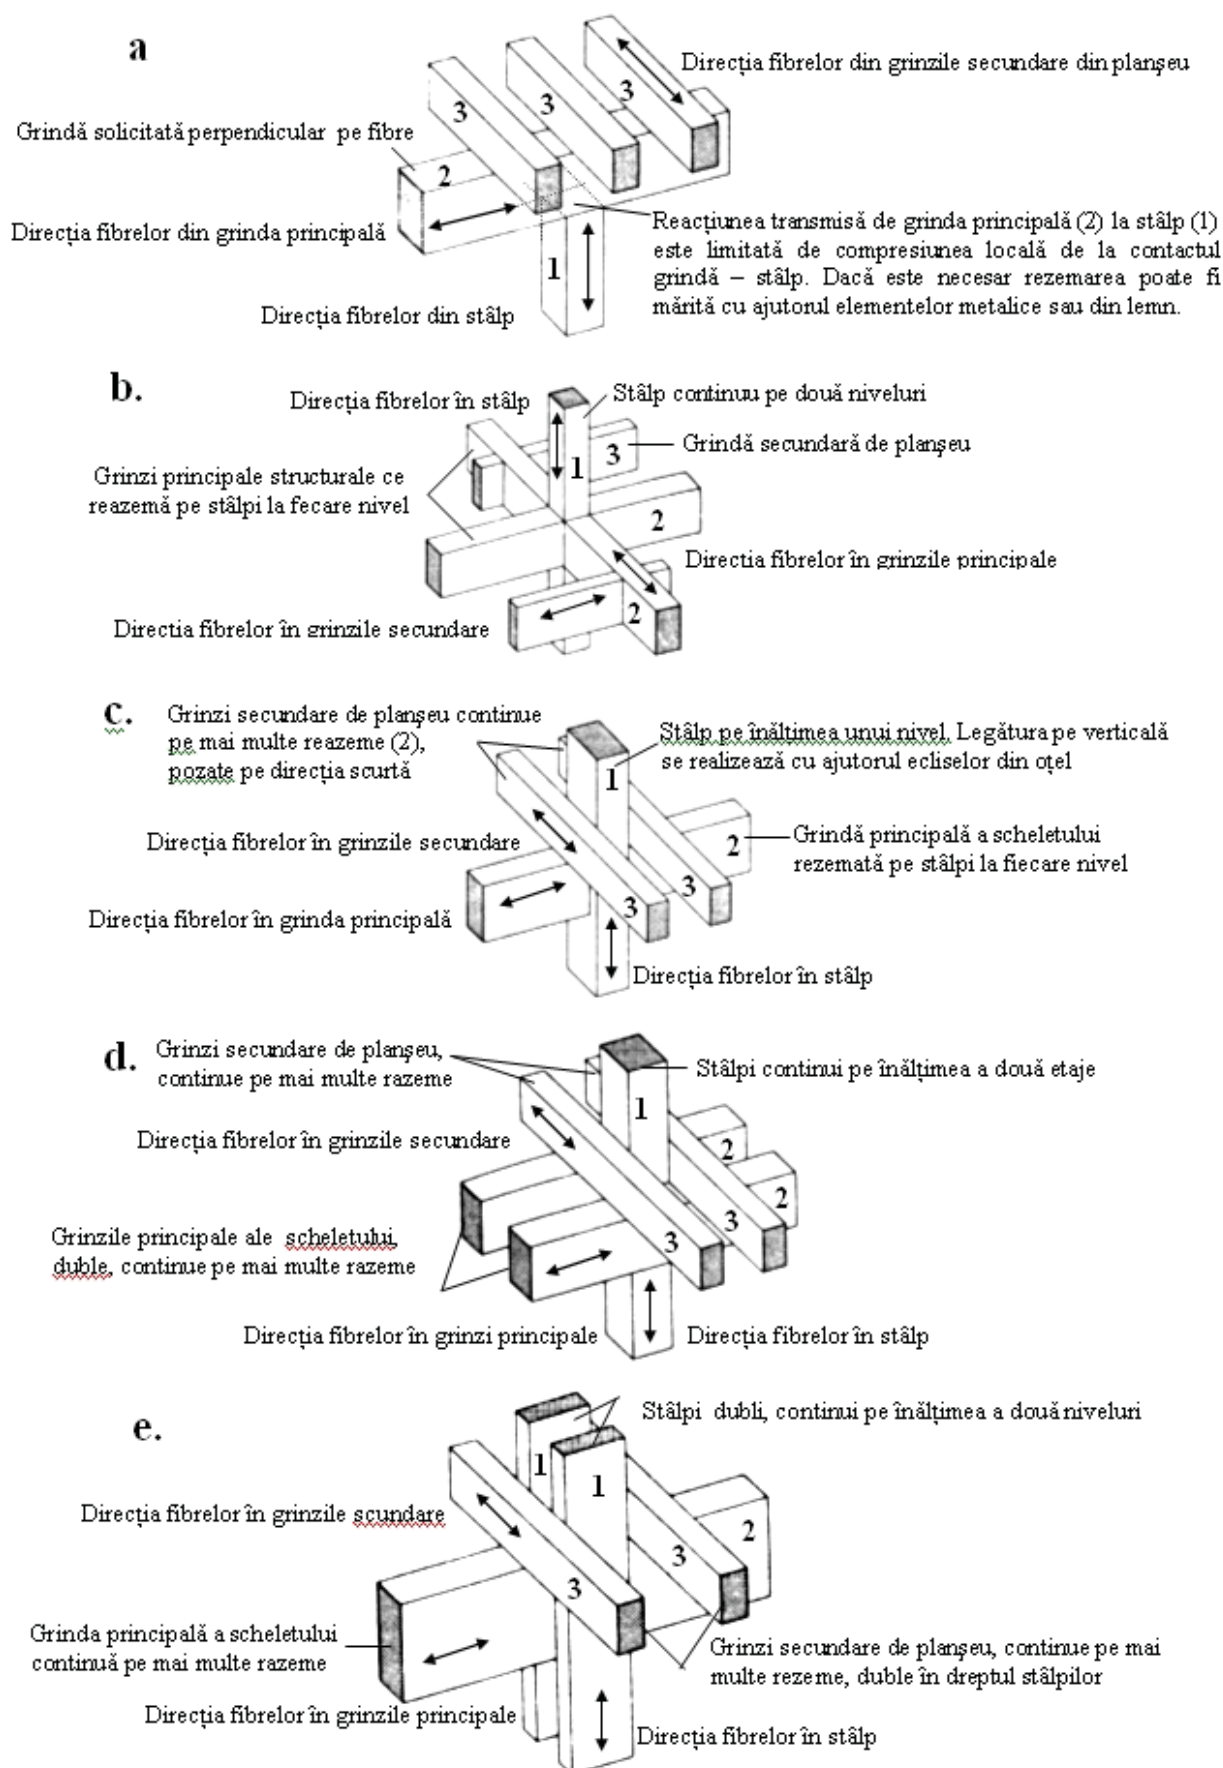 a
Direcția fibrelor din grinzile secundare din planșeu
3
3
3
Grindă solicitată perpendicular pe fibre
2
Direcția fibrelor din grinda principală
Reacțiunea transmisă de grinda principală (2) la stâlp (1)
este limitată de compresiunea locală de la contactul
grindă – stâlp. Dacă este necesar rezemarea poate fi
mărită cu ajutorul elementelor metalice sau din lemn.
1
Direcția fibrelor din stâlp
b.
Direcția fibrelor în stâlp
Stâlp continuu pe două niveluri
1
3
Grindă secundară de planșeu
Grinzi principale structurale ce
reazemă pe stâlpi la fecare nivel
2
Direcția fibrelor în grinzile principale
Directia fibrelor în grinzile secundare
2
c.
Grinzi secundare de planșeu continue
pe mai multe reazeme (2),
pozate pe direcția scurtă
Stâlp pe înălțimea unui nivel. Legătura pe verticală
se realizează cu ajutorul ecliselor din oțel
1
Direcția fibrelor în grinzile secundare
2
Grindă principală a scheletului
rezemată pe stâlpi la fiecare nivel
3
3
Direcția fibrelor în grinda principală
Direcția fibrelor în stâlp
d.
Grinzi secundare de planșeu,
continue pe mai multe razeme
Stâlpi continui pe înălțimea a două etaje
1
Direcția fibrelor în grinzile secundare
2
2
3
3
Grinzile principale ale scheletului,
duble, continue pe mai multe razeme
Direcția fibrelor în grinzi principale
Direcția fibrelor în stâlp
e.
Stâlpi dubli, continui pe înălțimea a două niveluri
1
1
Direcția fibrelor în grinzile scundare
2
3
3
Grinda principală a scheletului
continuă pe mai multe razeme
Grinzi secundare de planșeu, continue pe mai
multe rezeme, duble în dreptul stâlpilor
Direcția fibrelor în grinzile principale
Direcția fibrelor în stâlp